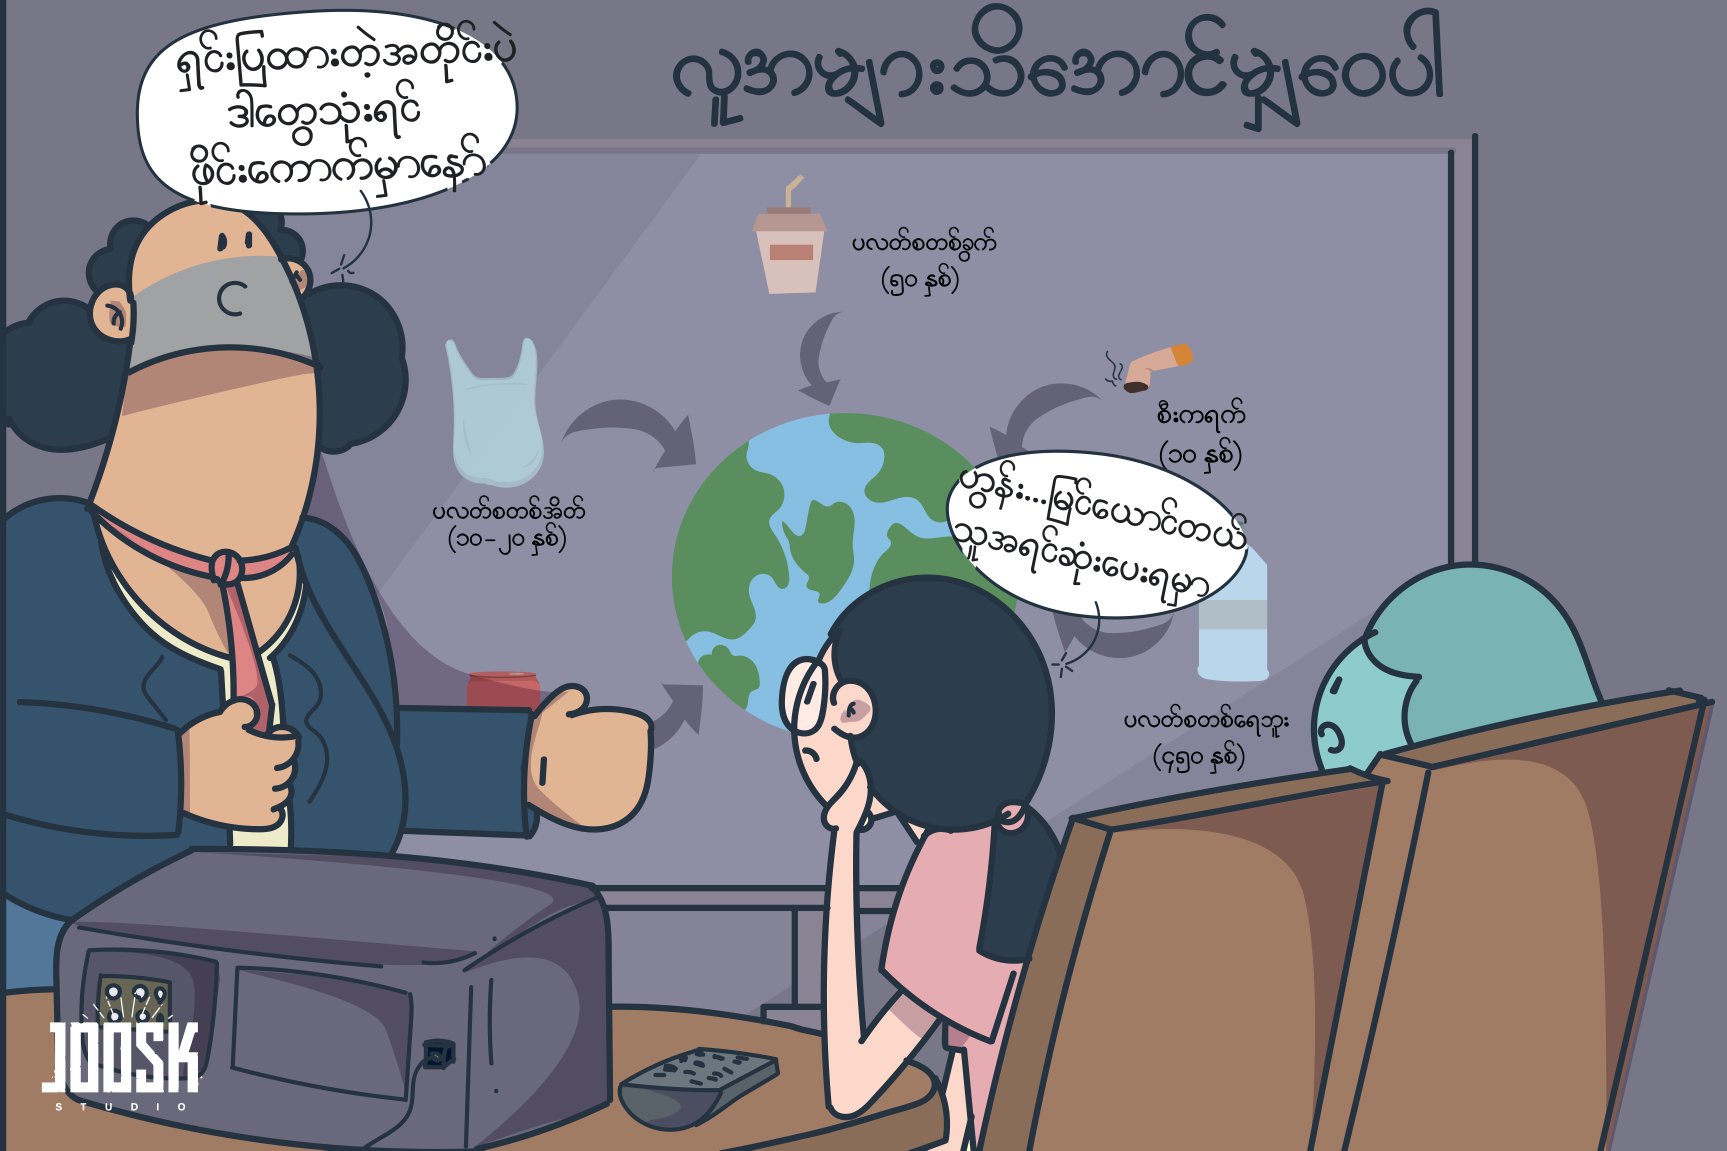 လူအများသိအောင်မျှဝေပါ
ရှင်းပြထားတဲ့အတိုင်းပဲ
ဒါတွေသုံးရင်
ဖိုင်းကောက်မှာနော်
ပလတ်စတစ်ခွက်
(၅၀ နှစ်)
စီးကရက်
(၁၀ နှစ်)
ပလတ်စတစ်အိတ်
(၁၀-၂၀ နှစ်)
ဟွန်း...မြင်ယောင်တယ်
သူအရင်ဆုံးပေးရမှာ
ပလတ်စတစ်ရေဘူး
(၄၅၀ နှစ်)
JOOSK
STUDIO